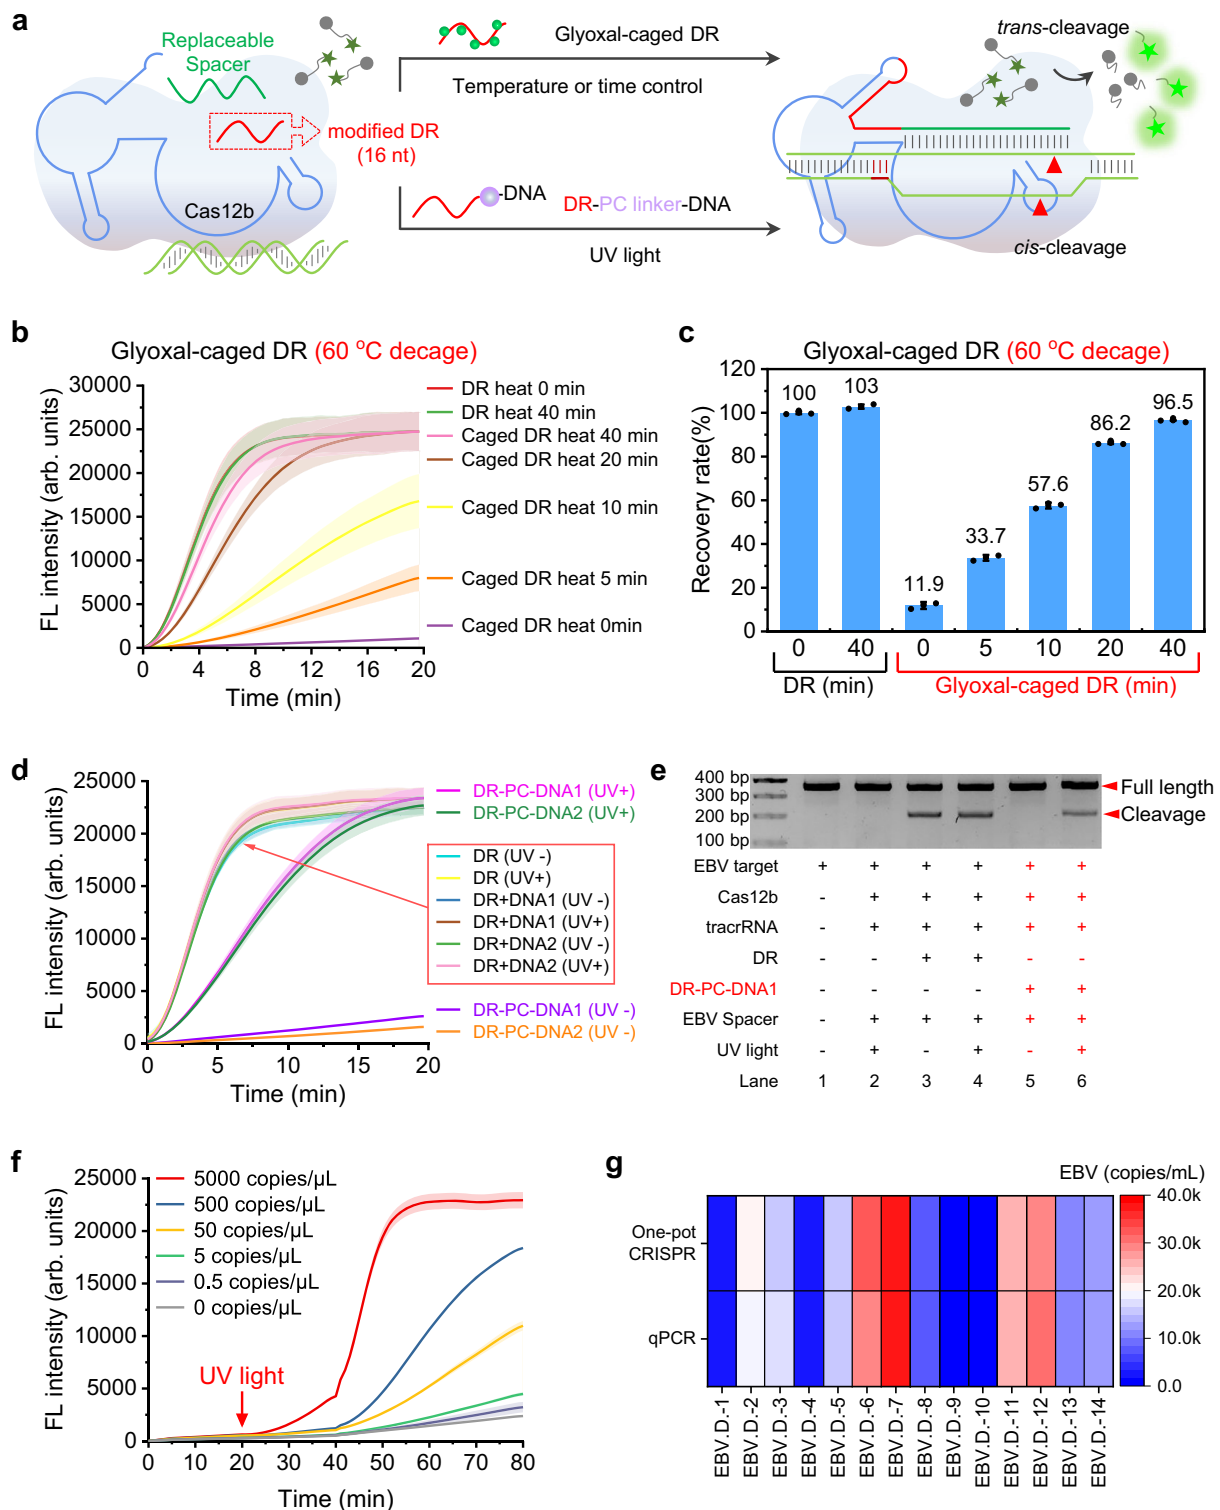 a
Replaceable
Spacer
modified DR
(16 nt)
Cas12b
Glyoxal-caged DR
Temperature or time control
-DNA
DR-PC linker-DNA
UV light
trans-cleavage
cis-cleavage
b
Glyoxal-caged DR (60 °C decage)
FL intensity (arb. units)
30000
25000
20000
15000
10000
5000
0
0 4 8 12 16 20
Time (min)
DR heat 0 min
DR heat 40 min
Caged DR heat 40 min
Caged DR heat 20 min
Caged DR heat 10 min
Caged DR heat 5 min
Caged DR heat 0min
c
Glyoxal-caged DR (60 °C decage)
Recovery rate(%)
120
100
80
60
40
20
0
100 103 11.9 33.7 57.6 86.2 96.5
0 40 0 5 10 20 40
DR (min) Glyoxal-caged DR (min)
d
FL intensity (arb. units)
25000
20000
15000
10000
5000
0
0 5 10 15 20
Time (min)
DR-PC-DNA1 (UV+)
DR-PC-DNA2 (UV+)
DR (UV -)
DR (UV+)
DR+DNA1 (UV -)
DR+DNA1 (UV+)
DR+DNA2 (UV -)
DR+DNA2 (UV+)
DR-PC-DNA1 (UV -)
DR-PC-DNA2 (UV -)
e
400 bp
300 bp
200 bp
100 bp
Full length
Cleavage
EBV target + + + + + +
Cas12b - + + + + +
tracrRNA - + + + + +
DR - - + + - -
DR-PC-DNA1 - - - - + +
EBV Spacer - + + + + +
UV light - + - + - +
Lane 1 2 3 4 5 6
f
FL intensity (arb. units)
25000
20000
15000
10000
5000
0
5000 copies/µL
500 copies/µL
50 copies/µL
5 copies/µL
0.5 copies/µL
0 copies/µL
UV light
0 10 20 30 40 50 60 70 80
Time (min)
g
EBV (copies/mL)
One-pot
CRISPR
qPCR
40.0k
30.0k
20.0k
10.0k
0.0
EBV.D.-1
EBV.D.-2
EBV.D.-3
EBV.D.-4
EBV.D.-5
EBV.D.-6
EBV.D.-7
EBV.D.-8
EBV.D.-9
EBV.D.-10
EBV.D.-11
EBV.D.-12
EBV.D.-13
EBV.D.-14